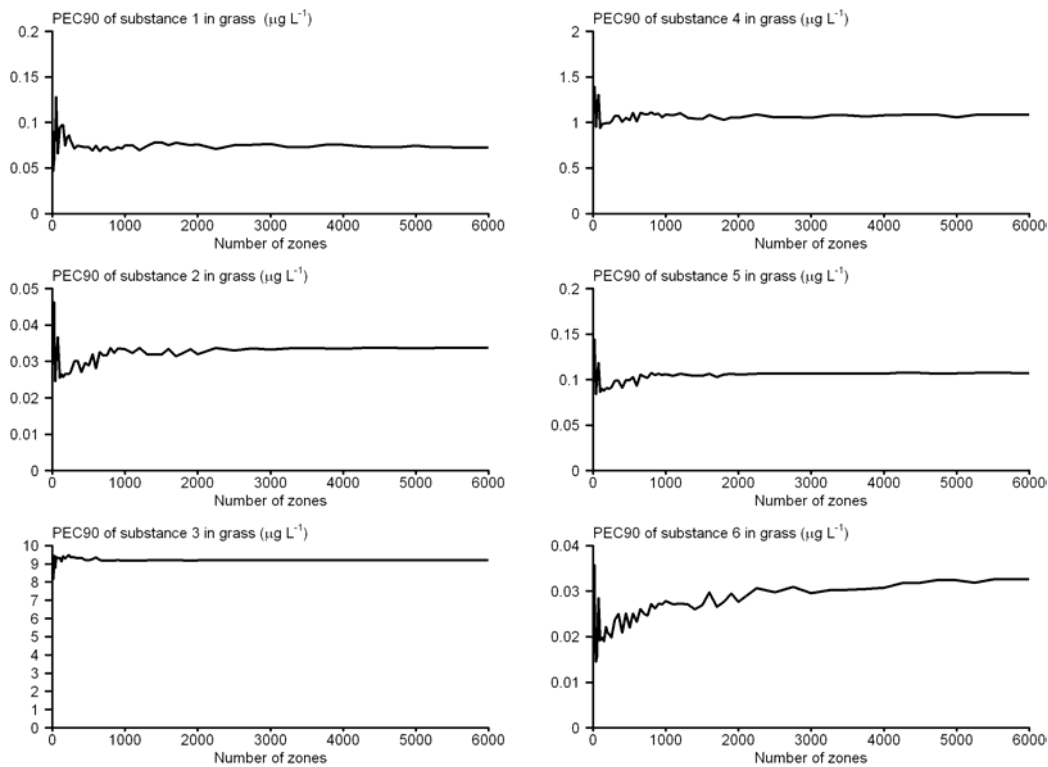 PEC90 of substance 1 in grass (µg L⁻¹)
0.2
0.15
0.1
0.05
0
0 1000 2000 3000 4000 5000 6000
Number of zones
PEC90 of substance 4 in grass (µg L⁻¹)
2
1.5
1
0.5
0
0 1000 2000 3000 4000 5000 6000
Number of zones
PEC90 of substance 2 in grass (µg L⁻¹)
0.05
0.04
0.03
0.02
0.01
0
0 1000 2000 3000 4000 5000 6000
Number of zones
PEC90 of substance 5 in grass (µg L⁻¹)
0.2
0.15
0.1
0.05
0
0 1000 2000 3000 4000 5000 6000
Number of zones
PEC90 of substance 3 in grass (µg L⁻¹)
10
9
8
7
6
5
4
3
2
1
0
0 1000 2000 3000 4000 5000 6000
Number of zones
PEC90 of substance 6 in grass (µg L⁻¹)
0.04
0.03
0.02
0.01
0
0 1000 2000 3000 4000 5000 6000
Number of zones